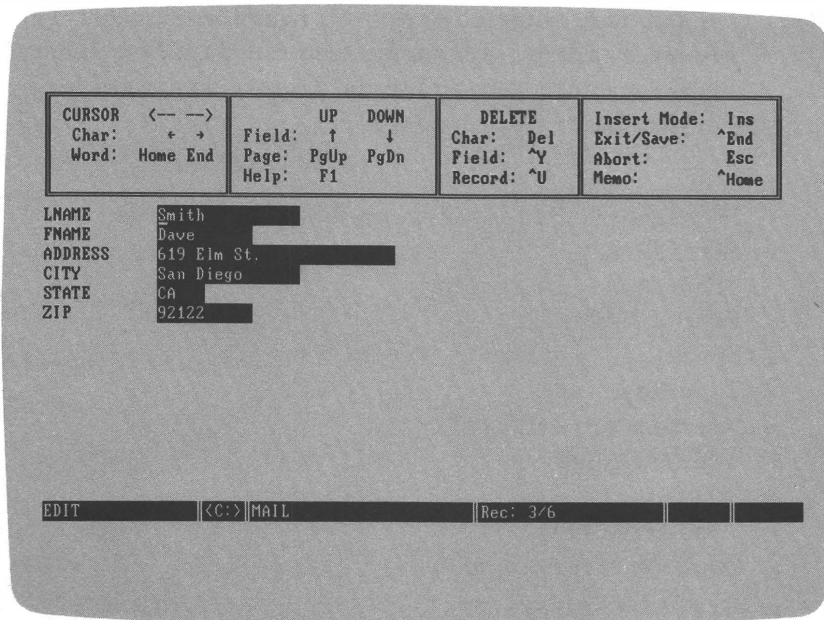 CURSOR <-- --> UP DOWN DELETE Insert Mode: Ins
Char: ← → Field: ↑ ↓ Char: Del Exit/Save: ^End
Word: Home End Page: PgUp PgDn Field: ^Y Abort: Esc
Help: F1 Record: ^U Memo: ^Home
LNAME Smith
FNAME Dave
ADDRESS 619 Elm St.
CITY San Diego
STATE CA
ZIP 92122
EDIT <C:> MAIL Rec: 3/6